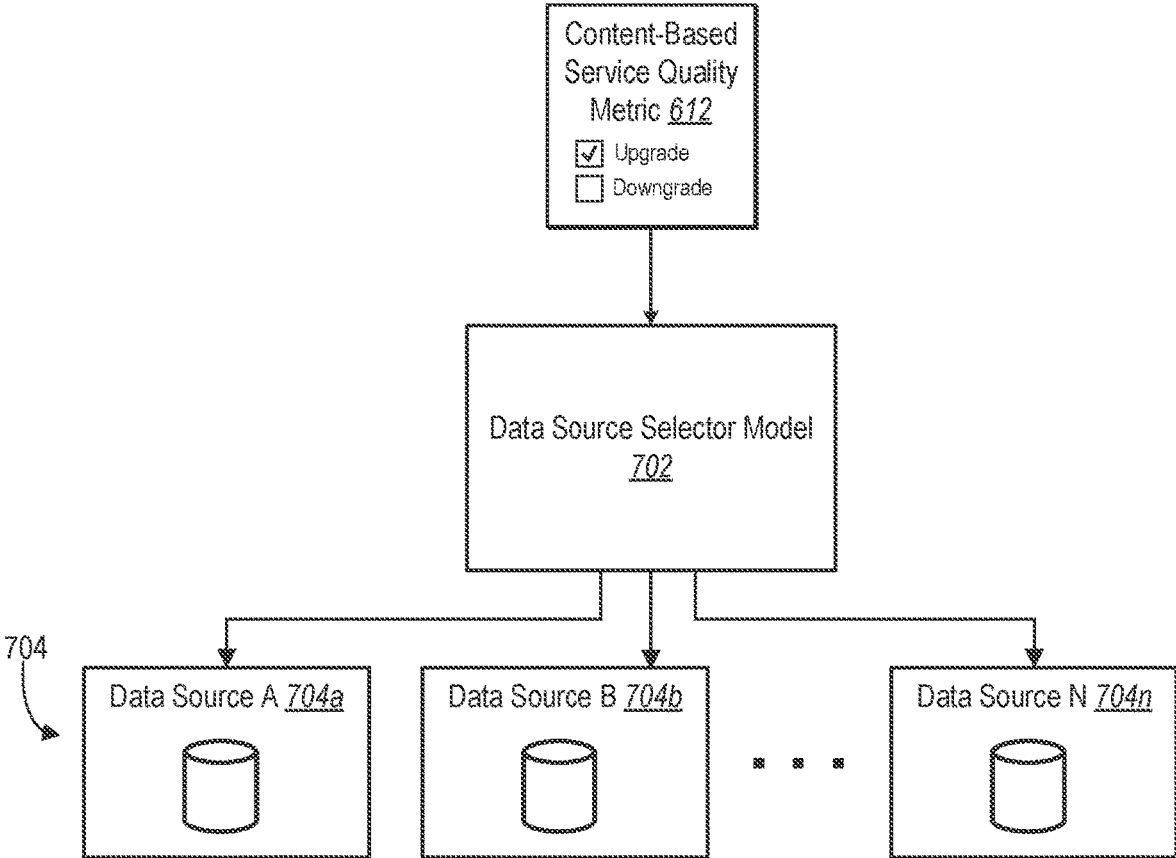 Content-Based
Service Quality
Metric 612
Upgrade
Downgrade
Data Source Selector Model
702
704
Data Source A 704a
Data Source B 704b
Data Source N 704n